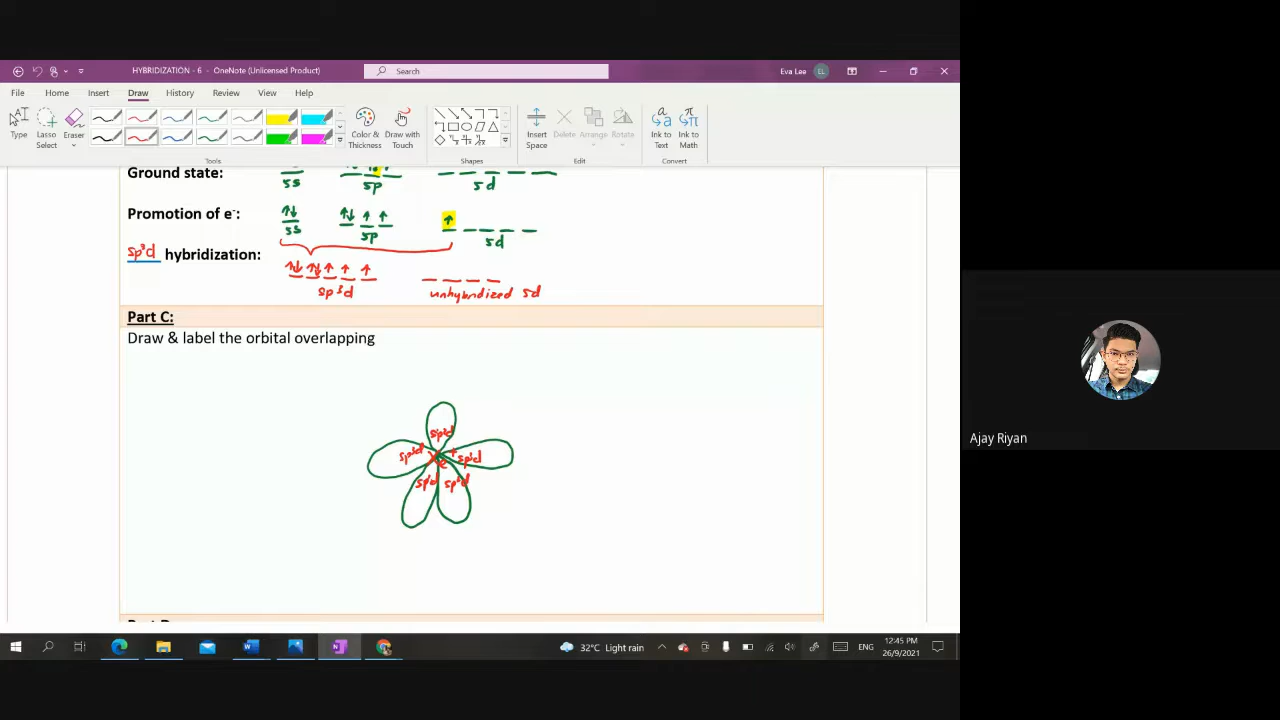 HYBRIDIZATION - 6 - OneNote (Unlicensed Product)
Search
Eva Lee
EL
File
Home
Insert
Draw
History
Review
View
Help
Type
Lasso Select
Eraser
Color & Thickness
Draw with Touch
Insert Space
Delete
Arrange
Rotate
Ink to Text
Ink to Math
Tools
Shapes
Edit
Convert
Ground state:
5s
5p
5d
Promotion of e⁻:
5s
5p
5d
sp³d hybridization:
sp³d
unhybridized 5d
Part C:
Draw & label the orbital overlapping
sp³d
sp³d
sp³d
sp³d
sp³d
Ajay Riyan
32°C Light rain
ENG
12:45 PM
26/9/2021